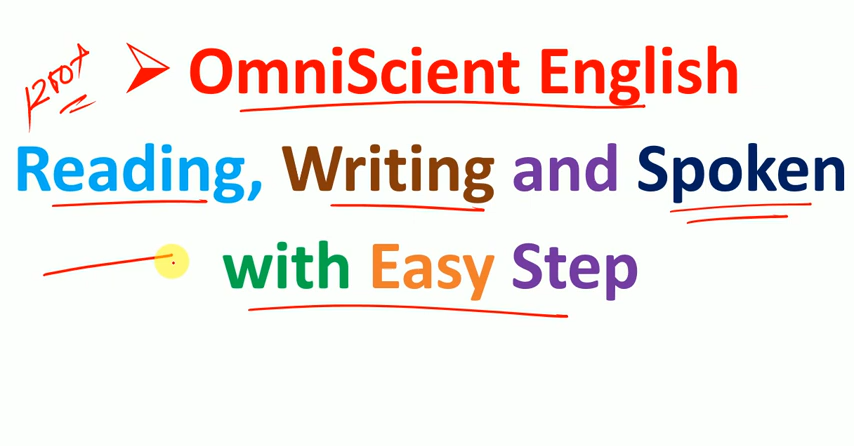 OmniScient English
Reading, Writing and Spoken
with Easy Step